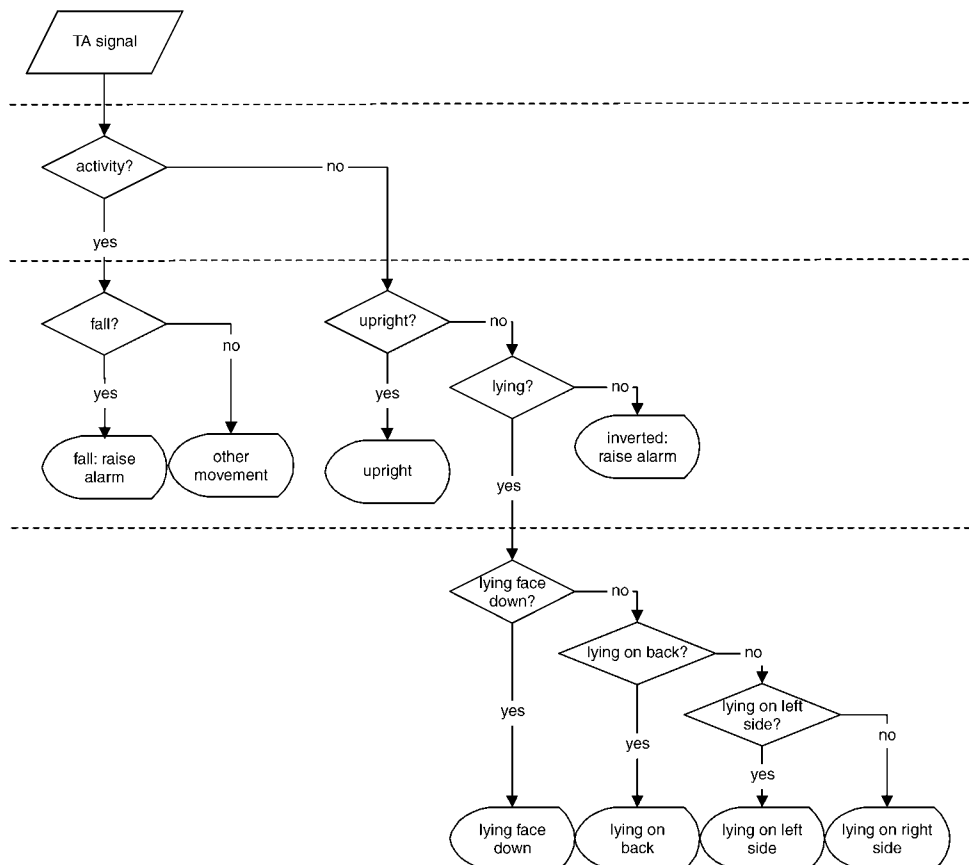 TA signal
activity?
no
yes
fall?
no
yes
upright?
no
yes
lying?
no
yes
fall: raise
alarm
other
movement
upright
inverted:
raise alarm
lying face
down?
no
yes
lying on back?
no
yes
lying on left
side?
no
yes
lying face
down
lying on
back
lying on left
side
lying on right
side